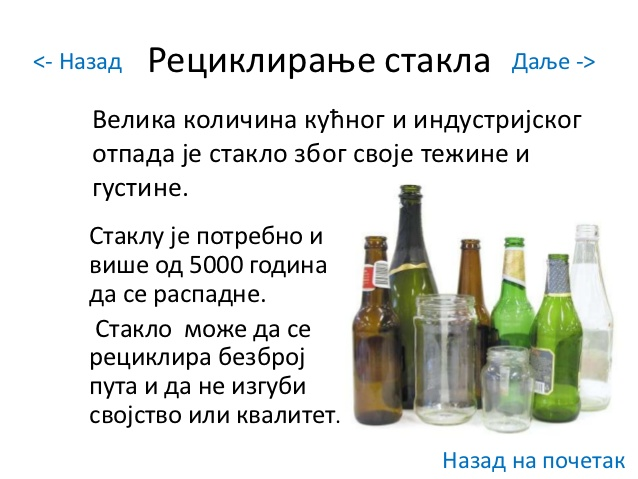 <- Назад
Рециклирање стакла
Даље ->
Велика количина кућног и индустријског
отпада је стакло због своје тежине и
густине.
Стаклу је потребно и
више од 5000 година
да се распадне.
Стакло  може да се
рециклира безброј
пута и да не изгуби
својство или квалитет.
Назад на почетак